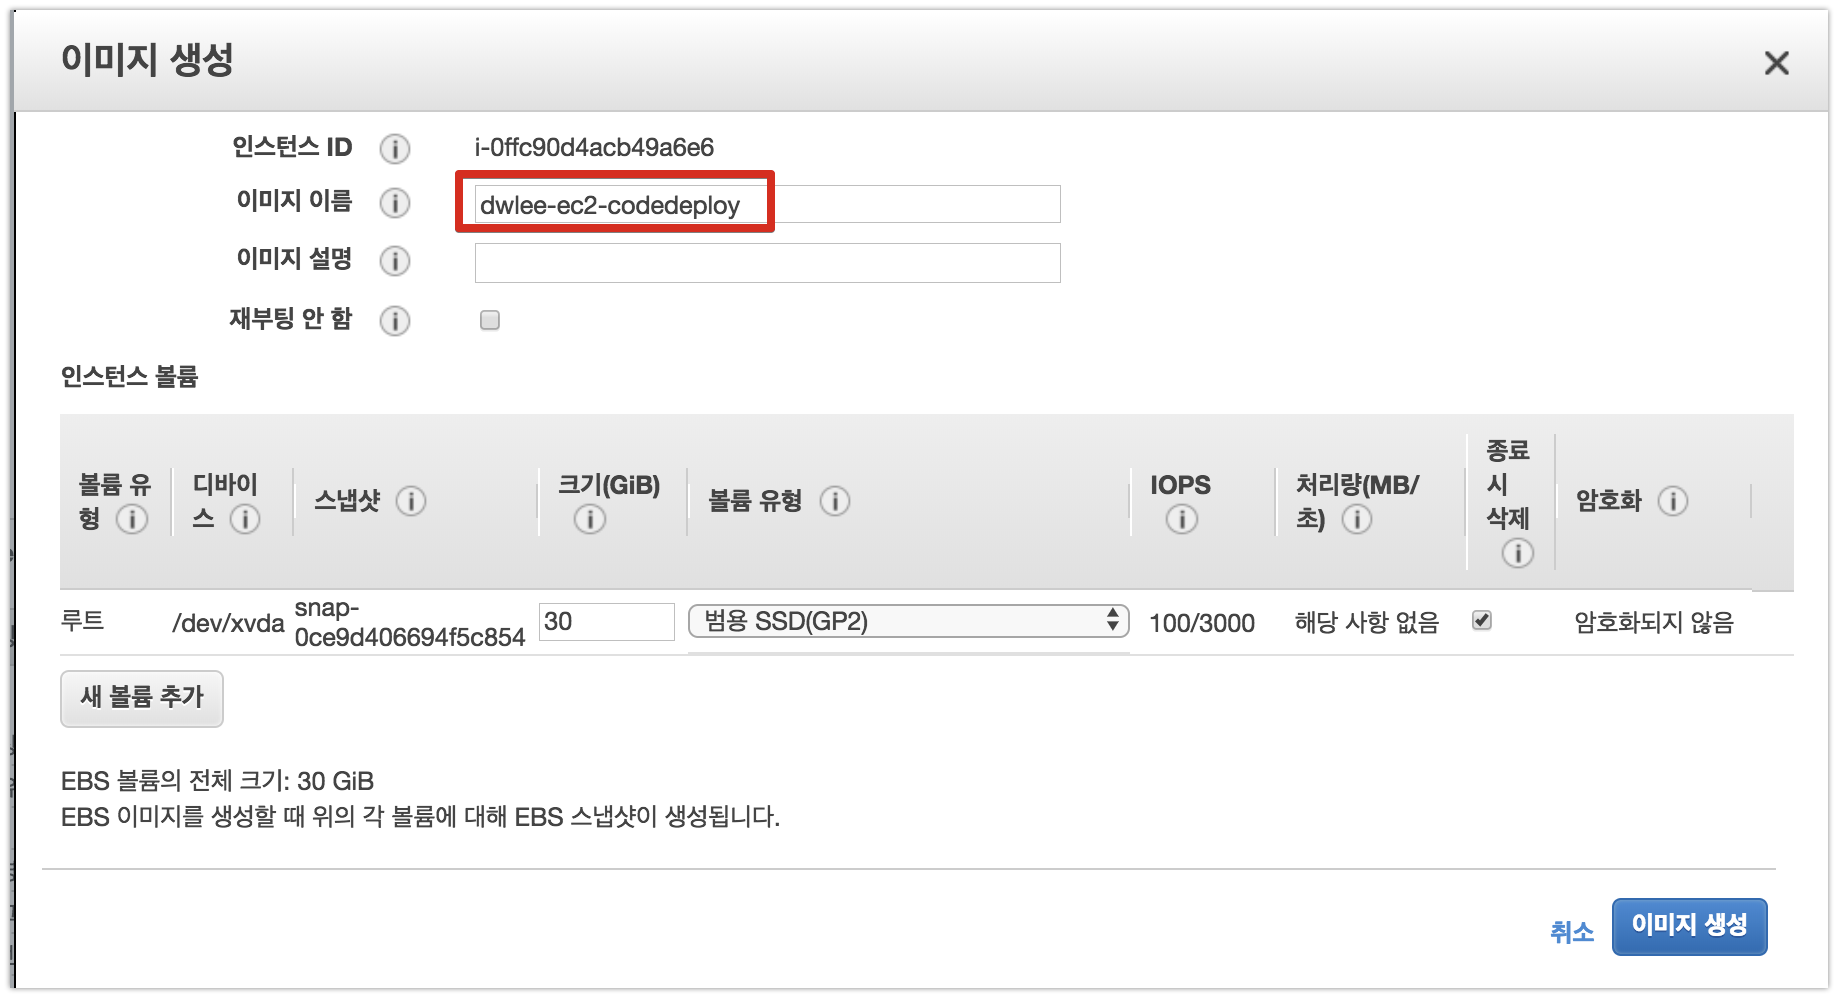 이미지 생성
인스턴스 ID i-0ffc90d4acb49a6e6
이미지 이름 dwlee-ec2-codedeploy
이미지 설명
재부팅 안 함
인스턴스 볼륨
볼륨 유형 디바이스 스냅샷 크기(GiB) 볼륨 유형 IOPS 처리량(MB/초) 종료 시 삭제 암호화
루트 /dev/xvda snap-0ce9d406694f5c854 30 범용 SSD(GP2) 100/3000 해당 사항 없음 암호화되지 않음
새 볼륨 추가
EBS 볼륨의 전체 크기: 30 GiB
EBS 이미지를 생성할 때 위의 각 볼륨에 대해 EBS 스냅샷이 생성됩니다.
취소 이미지 생성